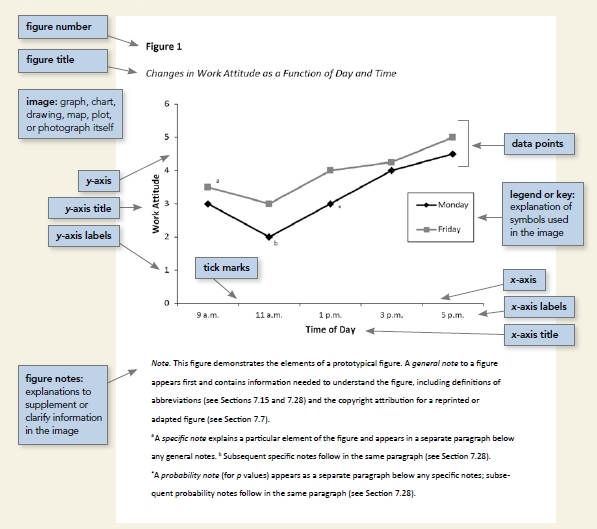 figure number
Figure 1
figure title
Changes in Work Attitude as a Function of Day and Time
image: graph, chart,
drawing, map, plot,
or photograph itself
6
5
4
3
2
1
0
y-axis
y-axis title
y-axis labels
Work Attitude
a
b
*
tick marks
data points
Monday
Friday
legend or key:
explanation of
symbols used
in the image
x-axis
x-axis labels
x-axis title
9 a.m.
11 a.m.
1 p.m.
3 p.m.
5 p.m.
Time of Day
figure notes:
explanations to
supplement or
clarify information
in the image
Note. This figure demonstrates the elements of a prototypical figure. A general note to a figure
appears first and contains information needed to understand the figure, including definitions of
abbreviations (see Sections 7.15 and 7.28) and the copyright attribution for a reprinted or
adapted figure (see Section 7.7).
ᵃA specific note explains a particular element of the figure and appears in a separate paragraph below
any general notes. ᵇ Subsequent specific notes follow in the same paragraph (see Section 7.28).
*A probability note (for p values) appears as a separate paragraph below any specific notes; subse-
quent probability notes follow in the same paragraph (see Section 7.28).